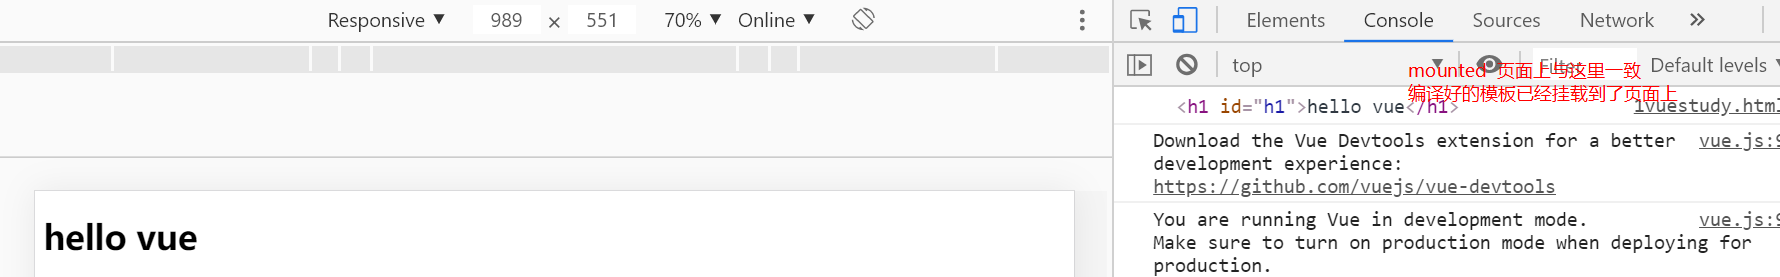 Responsive ▼ 989 × 551 70% ▼ Online ▼
Elements Console Sources Network »
top ▼ Filter Default levels ▼
mounted 页面上与这里一致
编译好的模板已经挂载到了页面上
<h1 id="h1">hello vue</h1> 1vuestudy.html
Download the Vue Devtools extension for a better vue.js:9
development experience:
https://github.com/vuejs/vue-devtools
You are running Vue in development mode. vue.js:9
Make sure to turn on production mode when deploying for
production.
hello vue